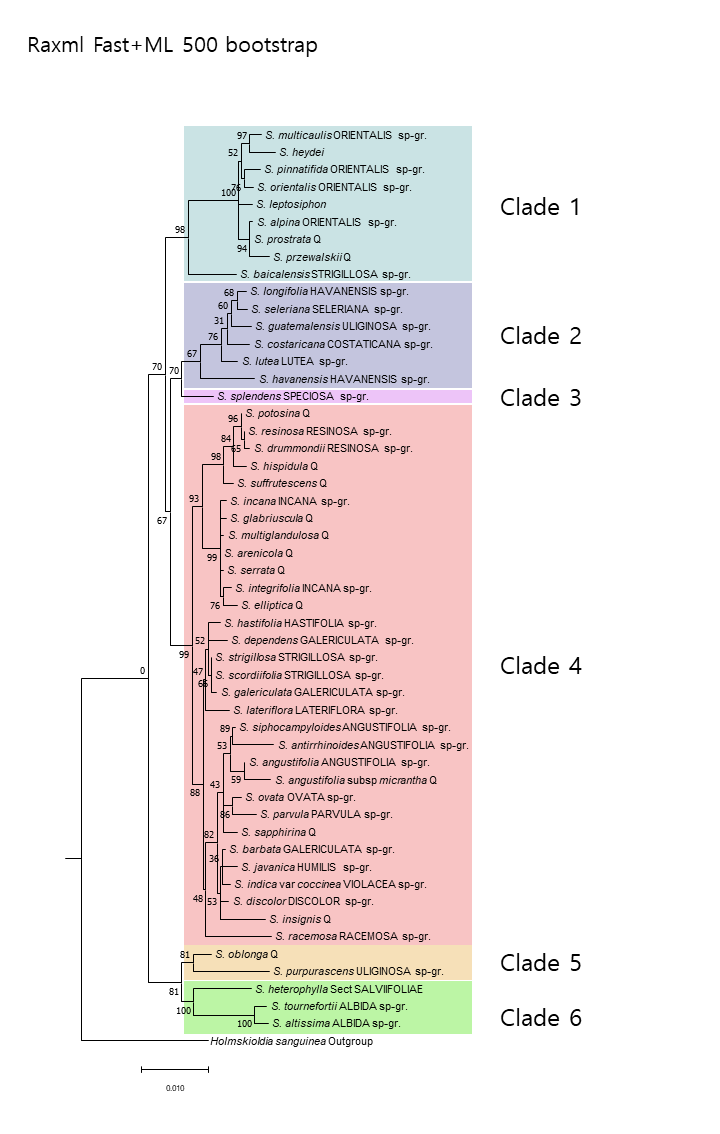 Raxml Fast+ML 500 bootstrap
97
S. multicaulis ORIENTALIS sp-gr.
52
S. heydei
S. pinnatifida ORIENTALIS sp-gr.
76
S. orientalis ORIENTALIS sp-gr.
100
S. leptosiphon
Clade 1
S. alpina ORIENTALIS sp-gr.
98
S. prostrata Q
94
S. przewalskii Q
S. baicalensis STRIGILLOSA sp-gr.
68
S. longifolia HAVANENSIS sp-gr.
60
S. seleriana SELERIANA sp-gr.
31
S. guatemalensis ULIGINOSA sp-gr.
76
Clade 2
S. costaricana COSTATICANA sp-gr.
67
S. lutea LUTEA sp-gr.
70
70
S. havanensis HAVANENSIS sp-gr.
S. splendens SPECIOSA sp-gr.
Clade 3
96
S. potosina Q
84
S. resinosa RESINOSA sp-gr.
65
S. drummondii RESINOSA sp-gr.
98
S. hispidula Q
S. suffrutescens Q
93
S. incana INCANA sp-gr.
67
S. glabriuscula Q
S. multiglandulosa Q
99
S. arenicola Q
S. serrata Q
S. integrifolia INCANA sp-gr.
76
S. elliptica Q
S. hastifolia HASTIFOLIA sp-gr.
52
S. dependens GALERICULATA sp-gr.
99
S. strigillosa STRIGILLOSA sp-gr.
0
47
S. scordiifolia STRIGILLOSA sp-gr.
Clade 4
66
S. galericulata GALERICULATA sp-gr.
S. lateriflora LATERIFLORA sp-gr.
89
S. siphocampyloides ANGUSTIFOLIA sp-gr.
53
S. antirrhinoides ANGUSTIFOLIA sp-gr.
S. angustifolia ANGUSTIFOLIA sp-gr.
59
S. angustifolia subsp micrantha Q
43
88
S. ovata OVATA sp-gr.
86
S. parvula PARVULA sp-gr.
82
S. sapphirina Q
S. barbata GALERICULATA sp-gr.
36
S. javanica HUMILIS sp-gr.
S. indica var coccinea VIOLACEA sp-gr.
48
53
S. discolor DISCOLOR sp-gr.
S. insignis Q
S. racemosa RACEMOSA sp-gr.
81
S. oblonga Q
Clade 5
S. purpurascens ULIGINOSA sp-gr.
81
S. heterophylla Sect SALVIIFOLIAE
100
S. tournefortii ALBIDA sp-gr.
Clade 6
100
S. altissima ALBIDA sp-gr.
Holmskioldia sanguinea Outgroup
0.010